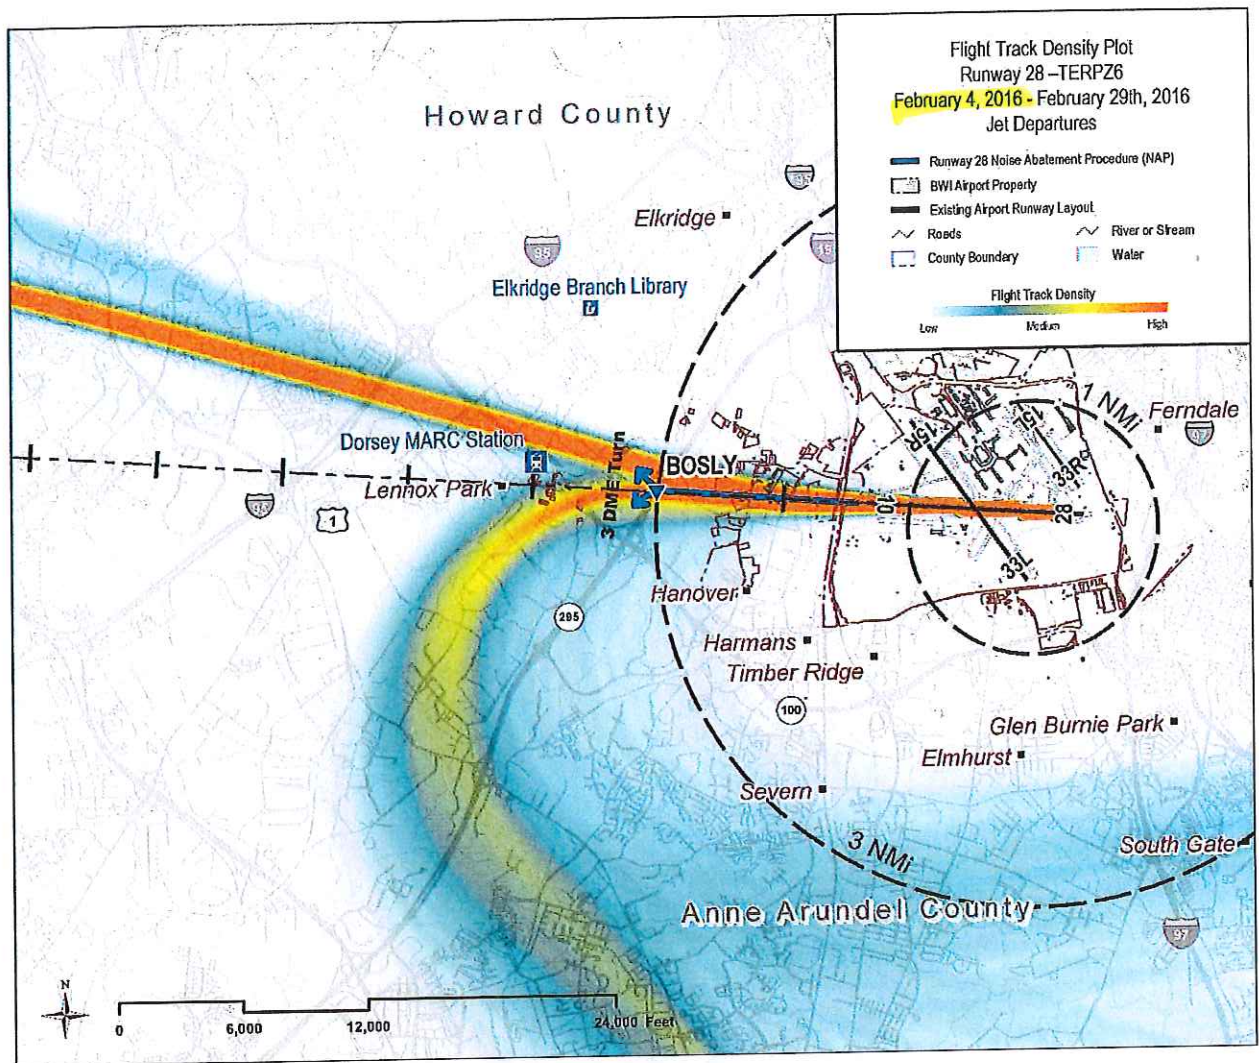 Flight Track Density Plot
Runway 28 –TERPZ6
February 4, 2016 - February 29th, 2016
Jet Departures
Runway 28 Noise Abatement Procedure (NAP)
BWI Airport Property
Existing Airport Runway Layout
Roads
River or Stream
County Boundary
Water
Flight Track Density
Low
Medium
High
Howard County
95
Elkridge
95
Elkridge Branch Library
1 NMi
Ferndale
97
15R
15L
33R
Dorsey MARC Station
3 DME Turn
BOSLY
Lennox Park
1
10
28
33L
Hanover
295
Harmans
Timber Ridge
100
Glen Burnie Park
Elmhurst
Severn
3 NMi
South Gate
Anne Arundel County
97
N
0
6,000
12,000
24,000 Feet